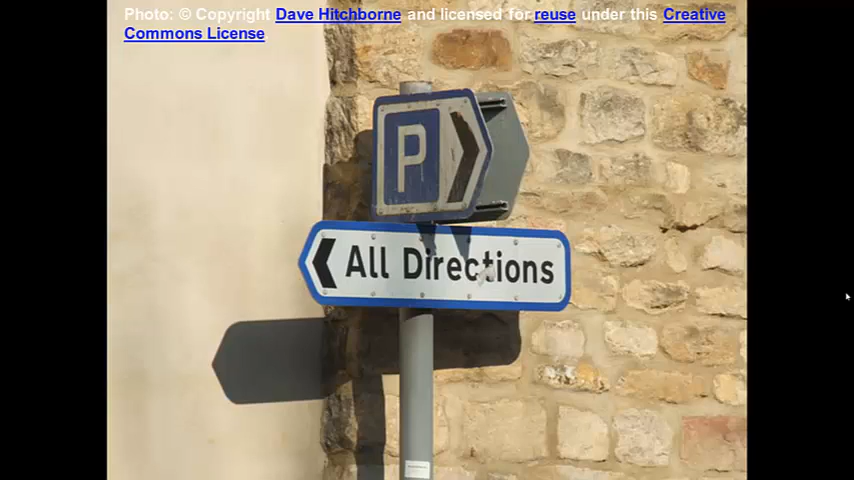 Photo: © Copyright Dave Hitchborne and licensed for reuse under this Creative
Commons License
P
All Directions